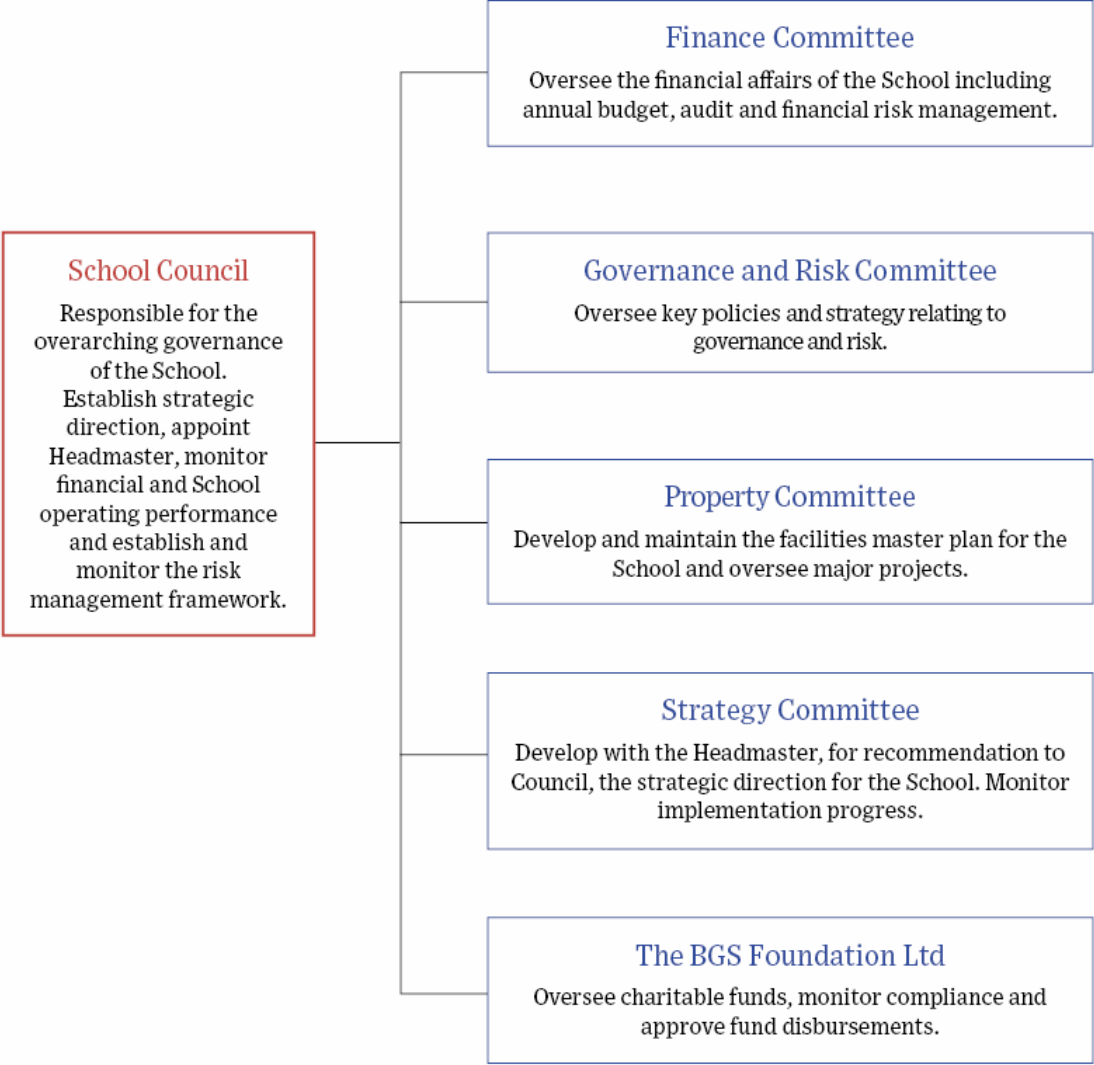 Finance Committee
Oversee the financial affairs of the School including
annual budget, audit and financial risk management.
School Council
Responsible for the
overarching governance
of the School.
Establish strategic
direction, appoint
Headmaster, monitor
financial and School
operating performance
and establish and
monitor the risk
management framework.
Governance and Risk Committee
Oversee key policies and strategy relating to
governance and risk.
Property Committee
Develop and maintain the facilities master plan for the
School and oversee major projects.
Strategy Committee
Develop with the Headmaster, for recommendation to
Council, the strategic direction for the School. Monitor
implementation progress.
The BGS Foundation Ltd
Oversee charitable funds, monitor compliance and
approve fund disbursements.